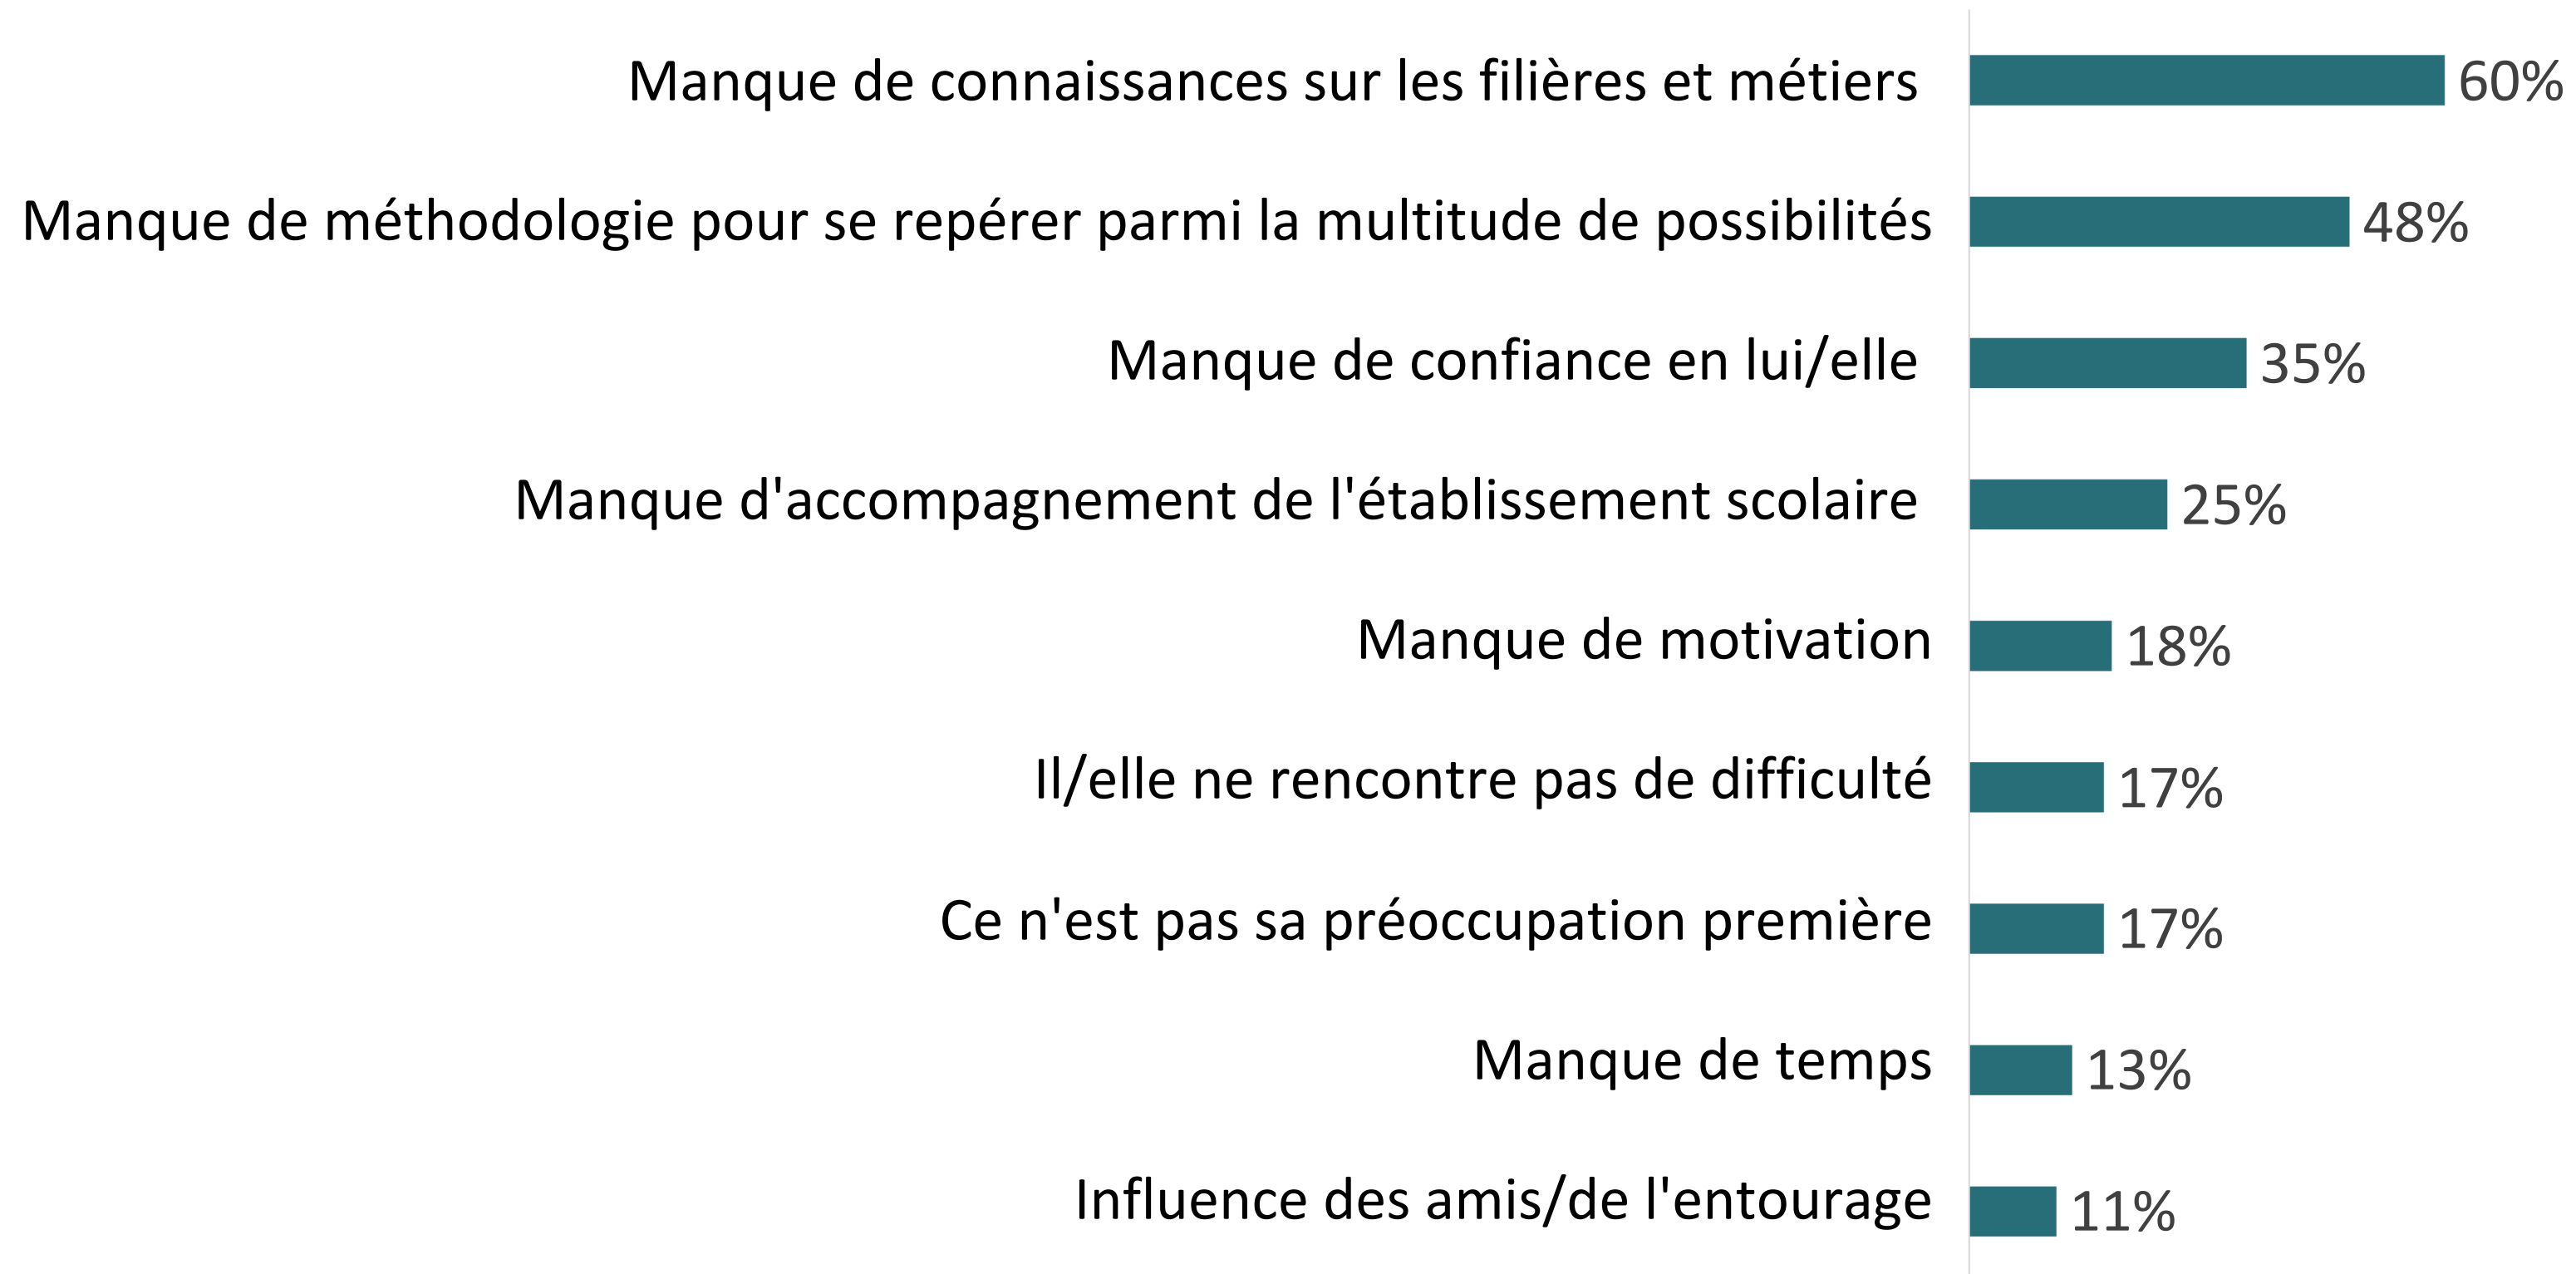 Manque de connaissances sur les filières et métiers 60%
Manque de méthodologie pour se repérer parmi la multitude de possibilités 48%
Manque de confiance en lui/elle 35%
Manque d'accompagnement de l'établissement scolaire 25%
Manque de motivation 18%
Il/elle ne rencontre pas de difficulté 17%
Ce n'est pas sa préoccupation première 17%
Manque de temps 13%
Influence des amis/de l'entourage 11%